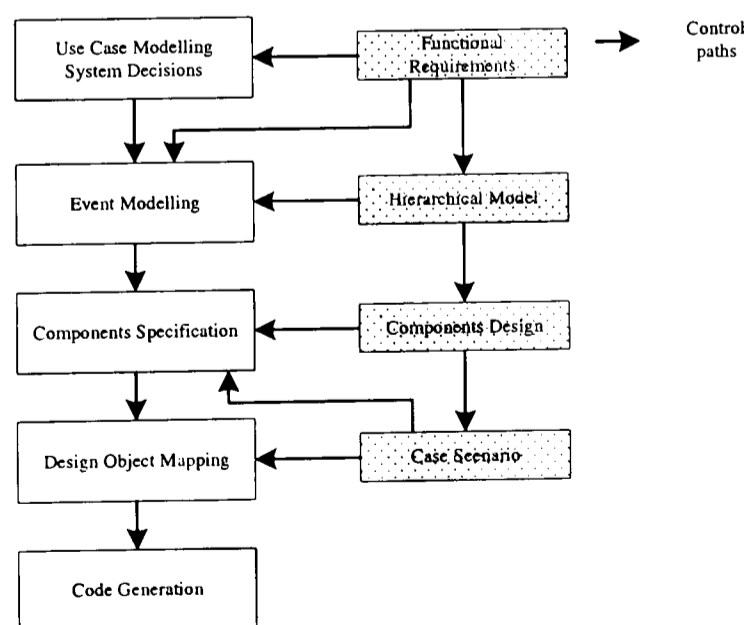 Use Case Modelling
System Decisions
Functional
Requirements
Control
paths
Event Modelling
Hierarchical Model
Components Specification
Components Design
Design Object Mapping
Case Scenario
Code Generation